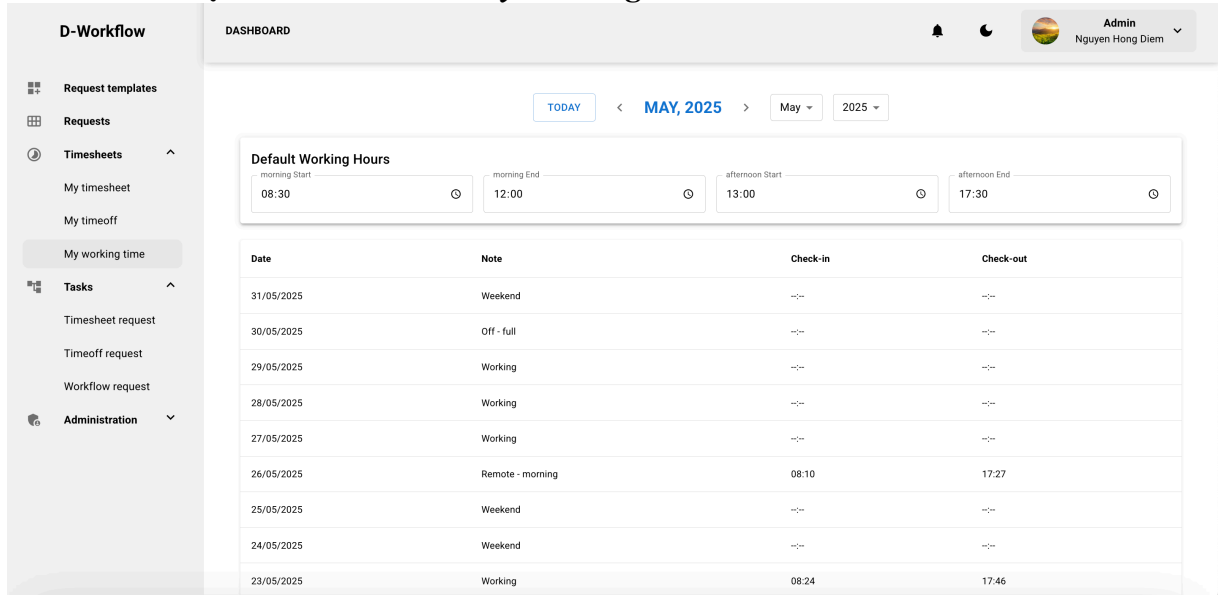 D-Workflow
DASHBOARD
Admin
Nguyen Hong Diem
Request templates
Requests
Timesheets
My timesheet
My timeoff
My working time
Tasks
Timesheet request
Timeoff request
Workflow request
Administration
TODAY < MAY, 2025 > May 2025
Default Working Hours
morning Start morning End afternoon Start afternoon End
08:30 12:00 13:00 17:30
Date Note Check-in Check-out
31/05/2025 Weekend --:-- --:--
30/05/2025 Off - full --:-- --:--
29/05/2025 Working --:-- --:--
28/05/2025 Working --:-- --:--
27/05/2025 Working --:-- --:--
26/05/2025 Remote - morning 08:10 17:27
25/05/2025 Weekend --:-- --:--
24/05/2025 Weekend --:-- --:--
23/05/2025 Working 08:24 17:46